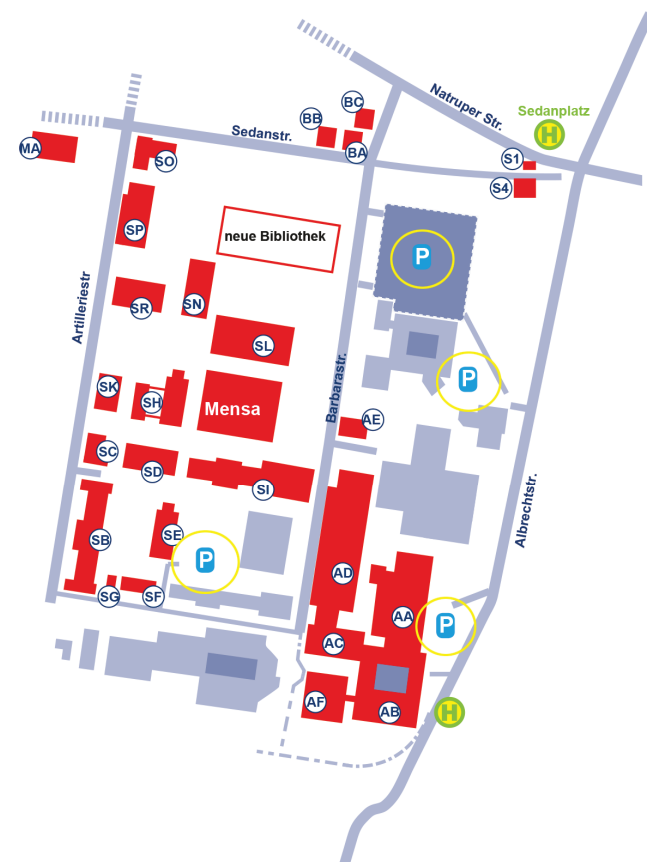 Natruper Str.
Sedanplatz
H
BC
BB
BA
Sedanstr.
MA
SO
S1
S4
SP
neue Bibliothek
P
Artilleriestr
SR
SN
SL
P
SK
SH
Mensa
Barbarastr.
AE
SC
SD
SI
Albrechtstr.
SB
SE
P
AD
SG
SF
AA
P
AC
AF
AB
H